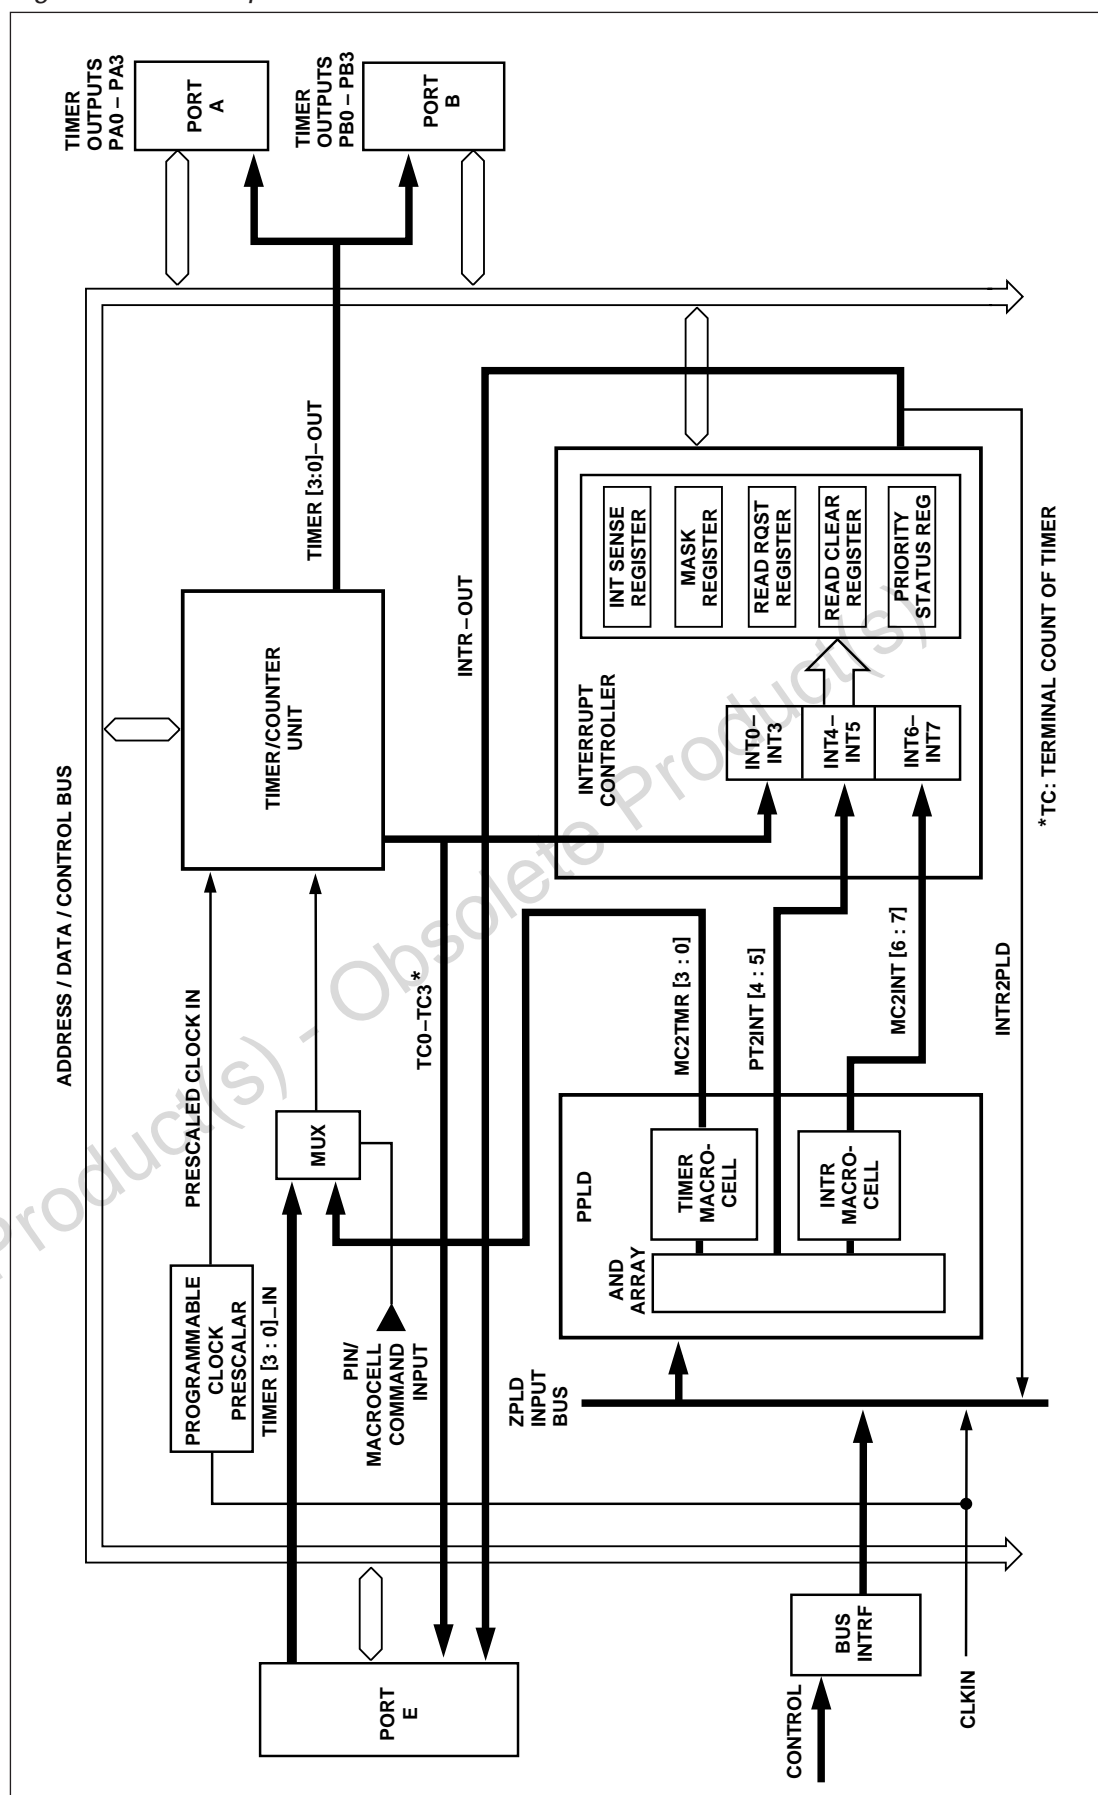 TIMER
OUTPUTS
PA0 – PA3
PORT
A
TIMER
OUTPUTS
PB0 – PB3
PORT
B
ADDRESS / DATA / CONTROL BUS
TIMER [3:0]–OUT
TIMER/COUNTER
UNIT
PRESCALED CLOCK IN
PROGRAMMABLE
CLOCK
PRESCALAR
TIMER [3 : 0]–IN
MUX
PIN/
MACROCELL
COMMAND
INPUT
TC0–TC3*
INTR–OUT
INTERRUPT
CONTROLLER
INT SENSE
REGISTER
MASK
REGISTER
READ RQST
REGISTER
READ CLEAR
REGISTER
PRIORITY
STATUS REG
INT0–
INT3
INT4–
INT5
INT6–
INT7
MC2TMR [3 : 0]
PT2INT [4 : 5]
MC2INT [6 : 7]
INTR2PLD
PPLD
TIMER
MACRO-
CELL
INTR
MACRO-
CELL
AND
ARRAY
ZPLD
INPUT
BUS
PORT
E
BUS
INTRF
CONTROL
CLKIN
*TC: TERMINAL COUNT OF TIMER
Product(s) - Obsolete Product(s)